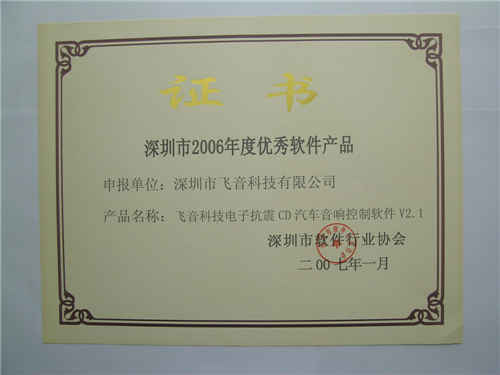 证书
深圳市2006年度优秀软件产品
申报单位：深圳市飞音科技有限公司
产品名称：飞音科技电子抗震CD汽车音响控制软件V2.1
深圳市软件行业协会
二00七年一月